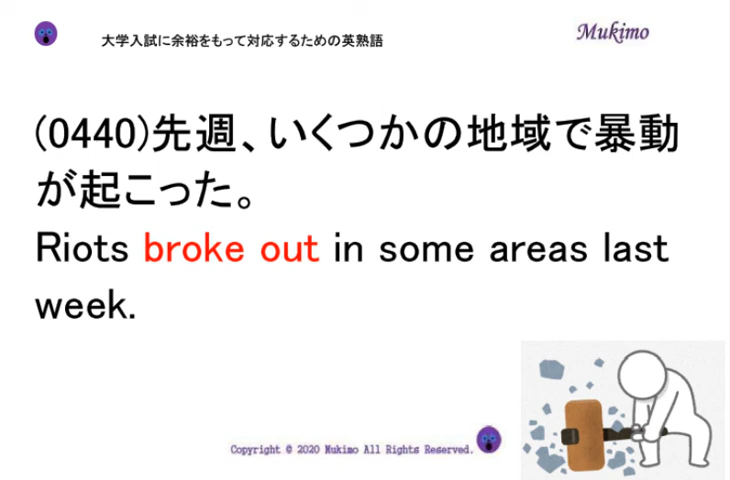 大学入試に余裕をもって対応するための英熟語
Mukimo
(0440)先週、いくつかの地域で暴動
が起こった。
Riots broke out in some areas last
week.
Copyright © 2020 Mukimo All Rights Reserved.